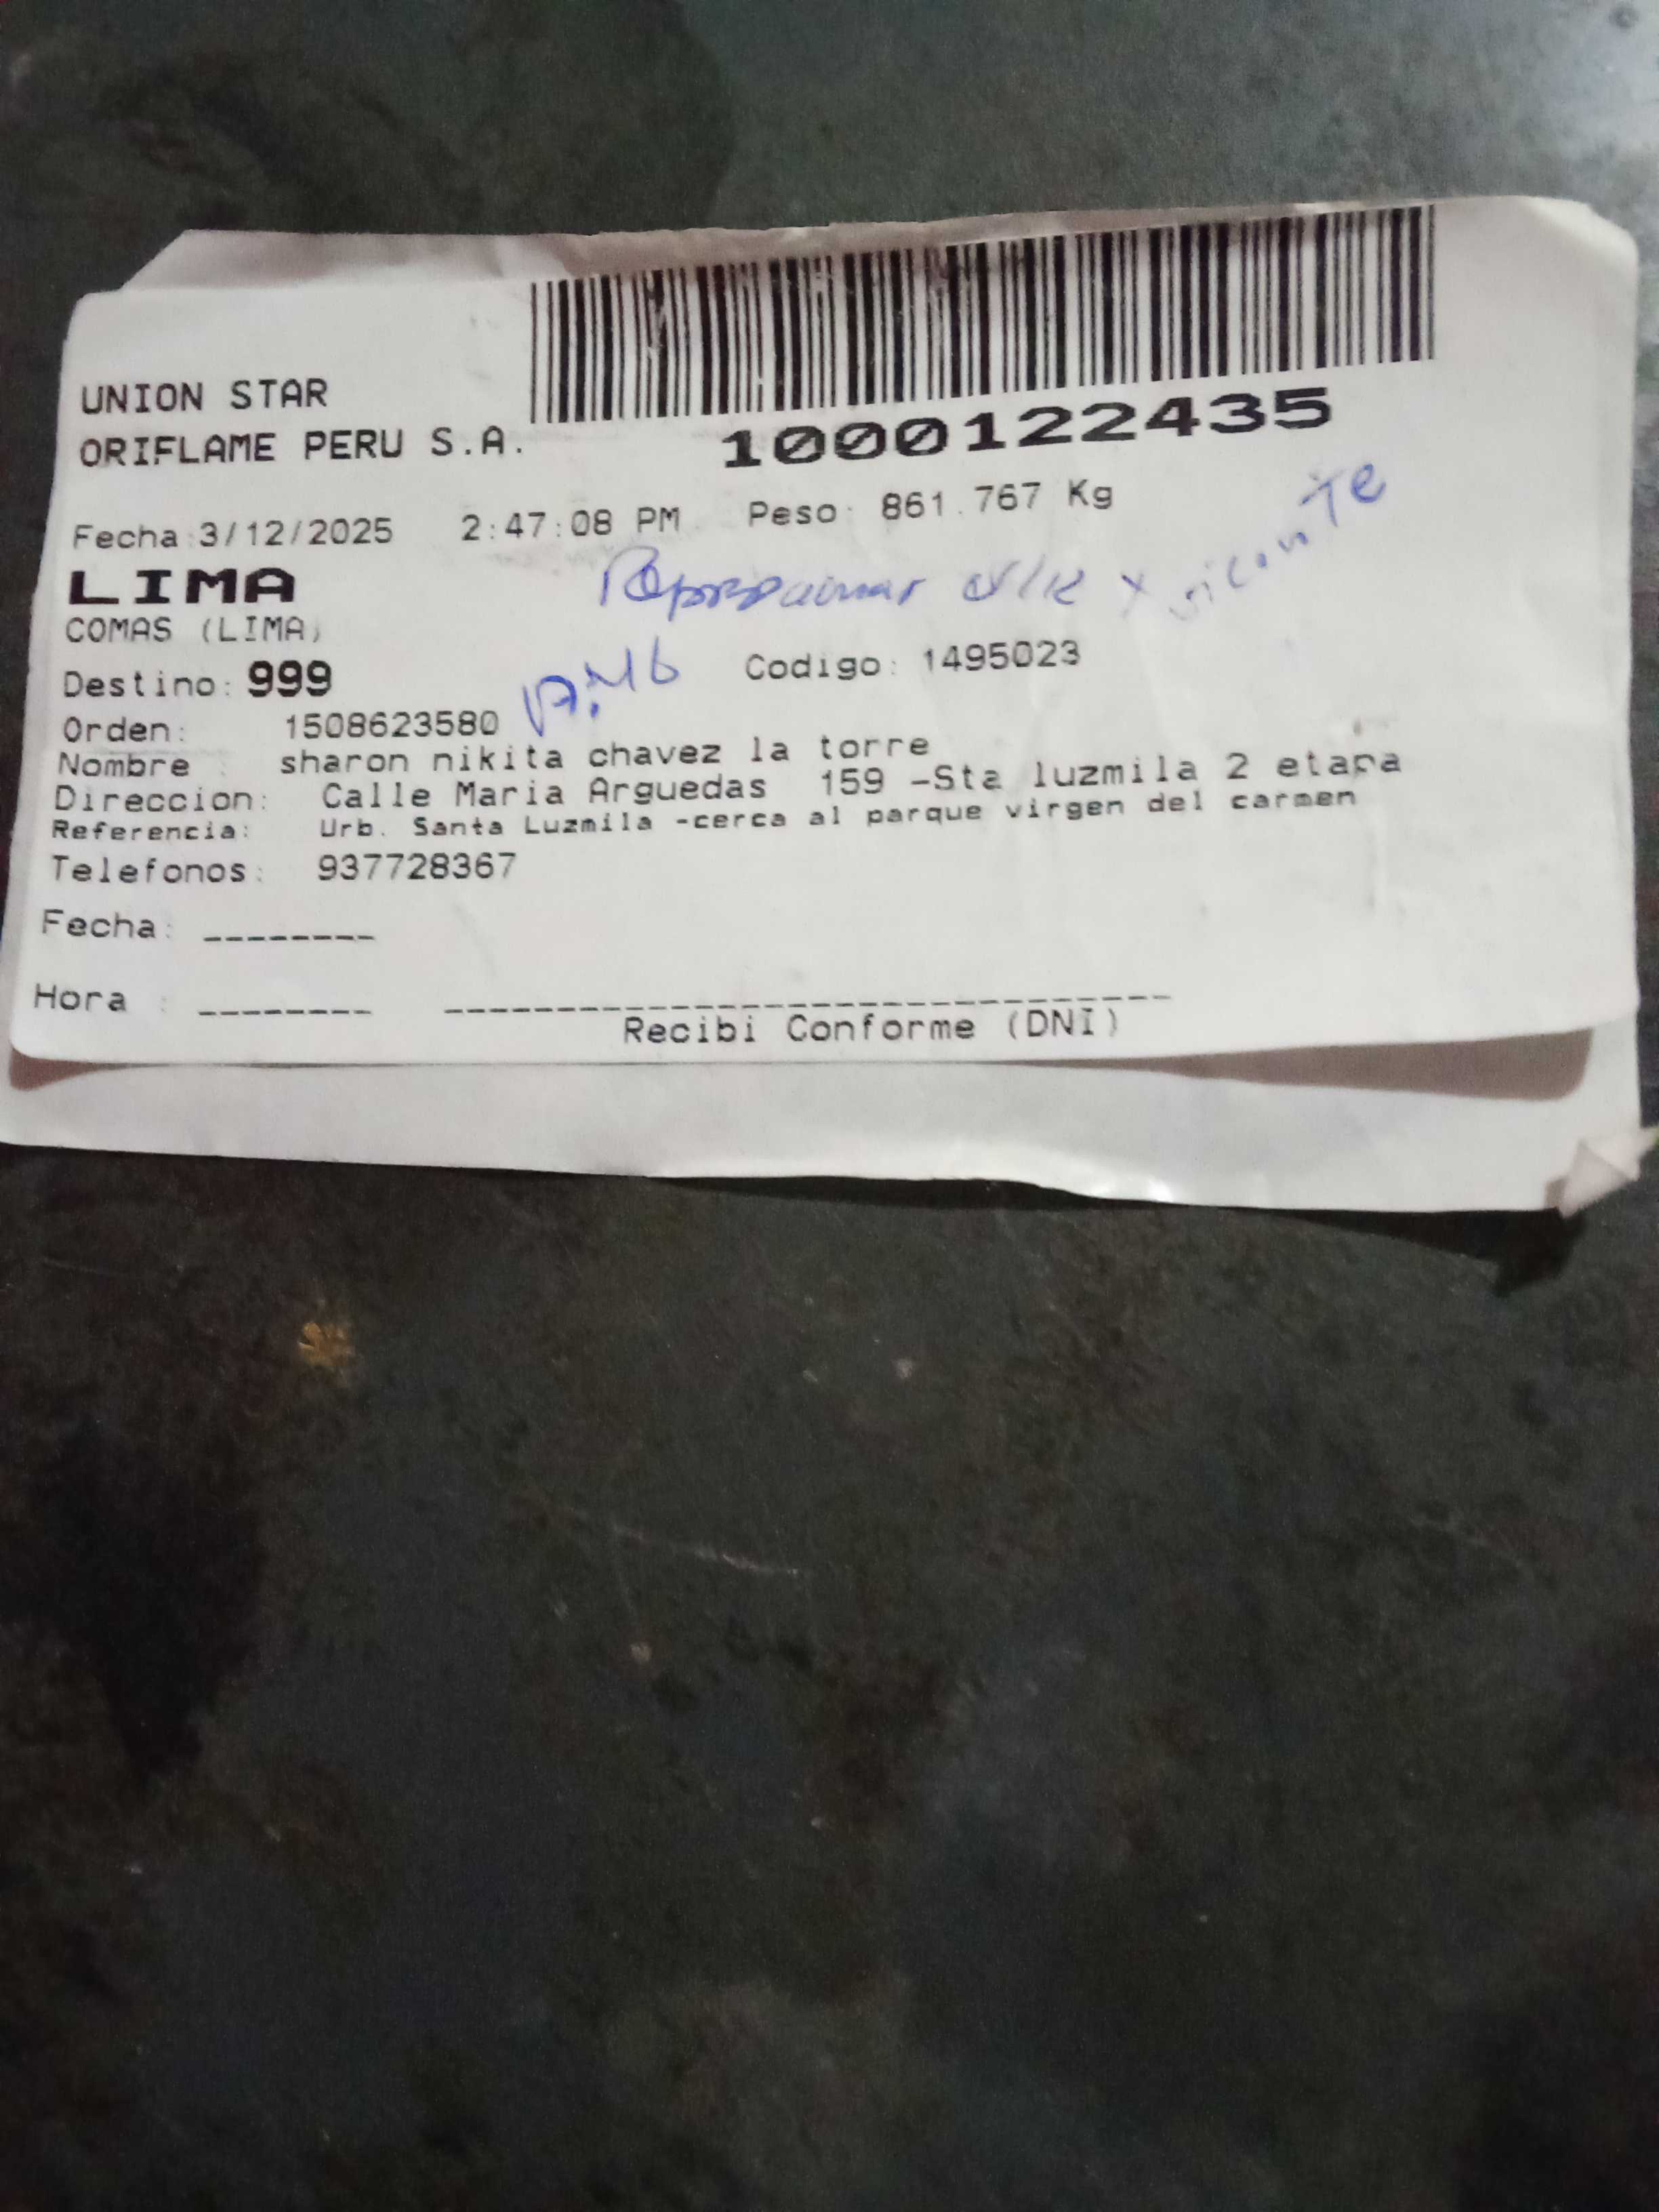 UNION STAR
ORIFLAME PERU S.A.
1000122435
Fecha:3/12/2025 2:47:08 PM Peso: 861.767 Kg
LIMA
COMAS (LIMA)
Destino: 999
Codigo: 1495023
Orden: 1508623580
Nombre : sharon nikita chavez la torre
Direccion: Calle Maria Arguedas 159 -Sta luzmila 2 etapa
Referencia: Urb. Santa Luzmila -cerca al parque virgen del carmen
Telefonos: 937728367
Fecha: --------
Hora : --------
Recibi Conforme (DNI)